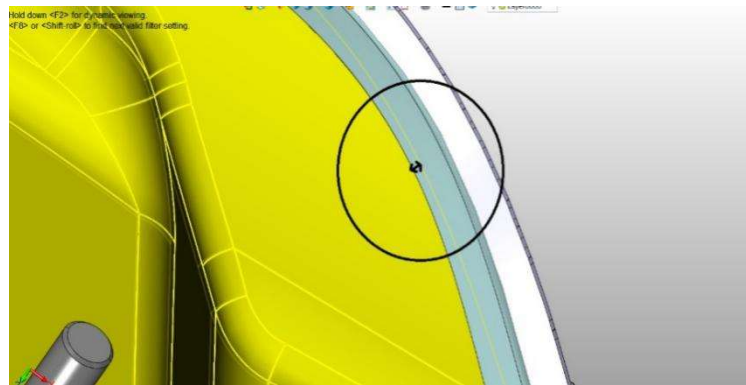 Hold down <F2> for dynamic viewing.
<F8> or <Shift-roll> to find next valid filter setting.